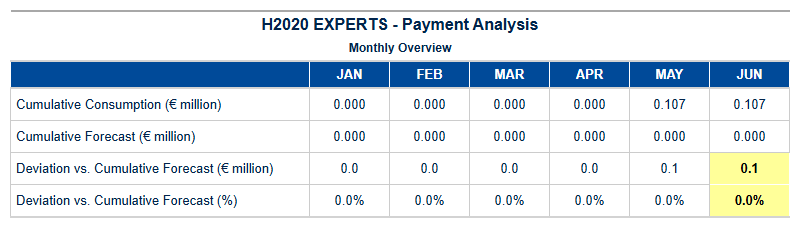 H2020 EXPERTS - Payment Analysis
Monthly Overview
JAN FEB MAR APR MAY JUN
Cumulative Consumption (€ million) 0.000 0.000 0.000 0.000 0.107 0.107
Cumulative Forecast (€ million) 0.000 0.000 0.000 0.000 0.000 0.000
Deviation vs. Cumulative Forecast (€ million) 0.0 0.0 0.0 0.0 0.1 0.1
Deviation vs. Cumulative Forecast (%) 0.0% 0.0% 0.0% 0.0% 0.0% 0.0%